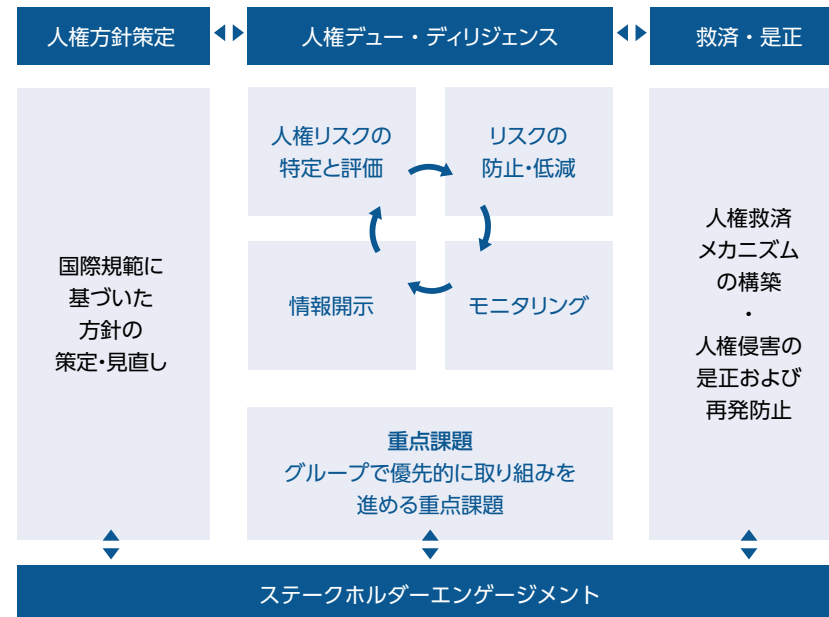 人権方針策定
人権デュー・ディリジェンス
救済・是正
国際規範に
基づいた
方針の
策定・見直し
人権リスクの
特定と評価
リスクの
防止・低減
情報開示
モニタリング
重点課題
グループで優先的に取り組みを
進める重点課題
人権救済
メカニズム
の構築
・
人権侵害の
是正および
再発防止
ステークホルダーエンゲージメント